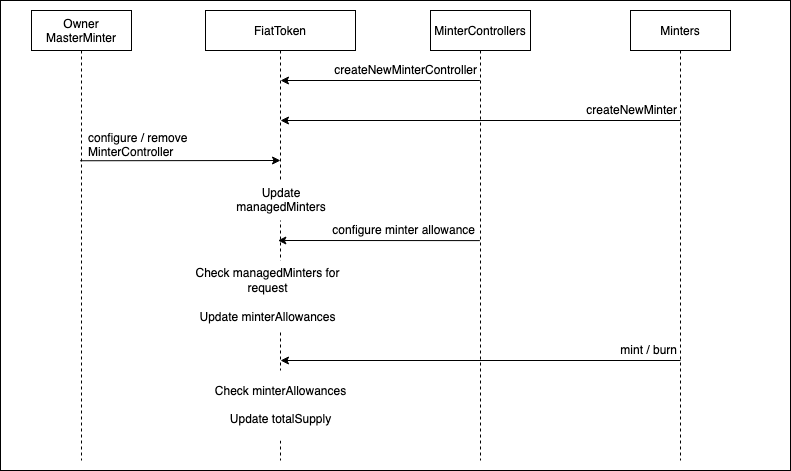 Owner
MasterMinter
FiatToken
MinterControllers
Minters
createNewMinterController
createNewMinter
configure / remove
MinterController
Update
managedMinters
configure minter allowance
Check managedMinters for
request
Update minterAllowances
mint / burn
Check minterAllowances
Update totalSupply